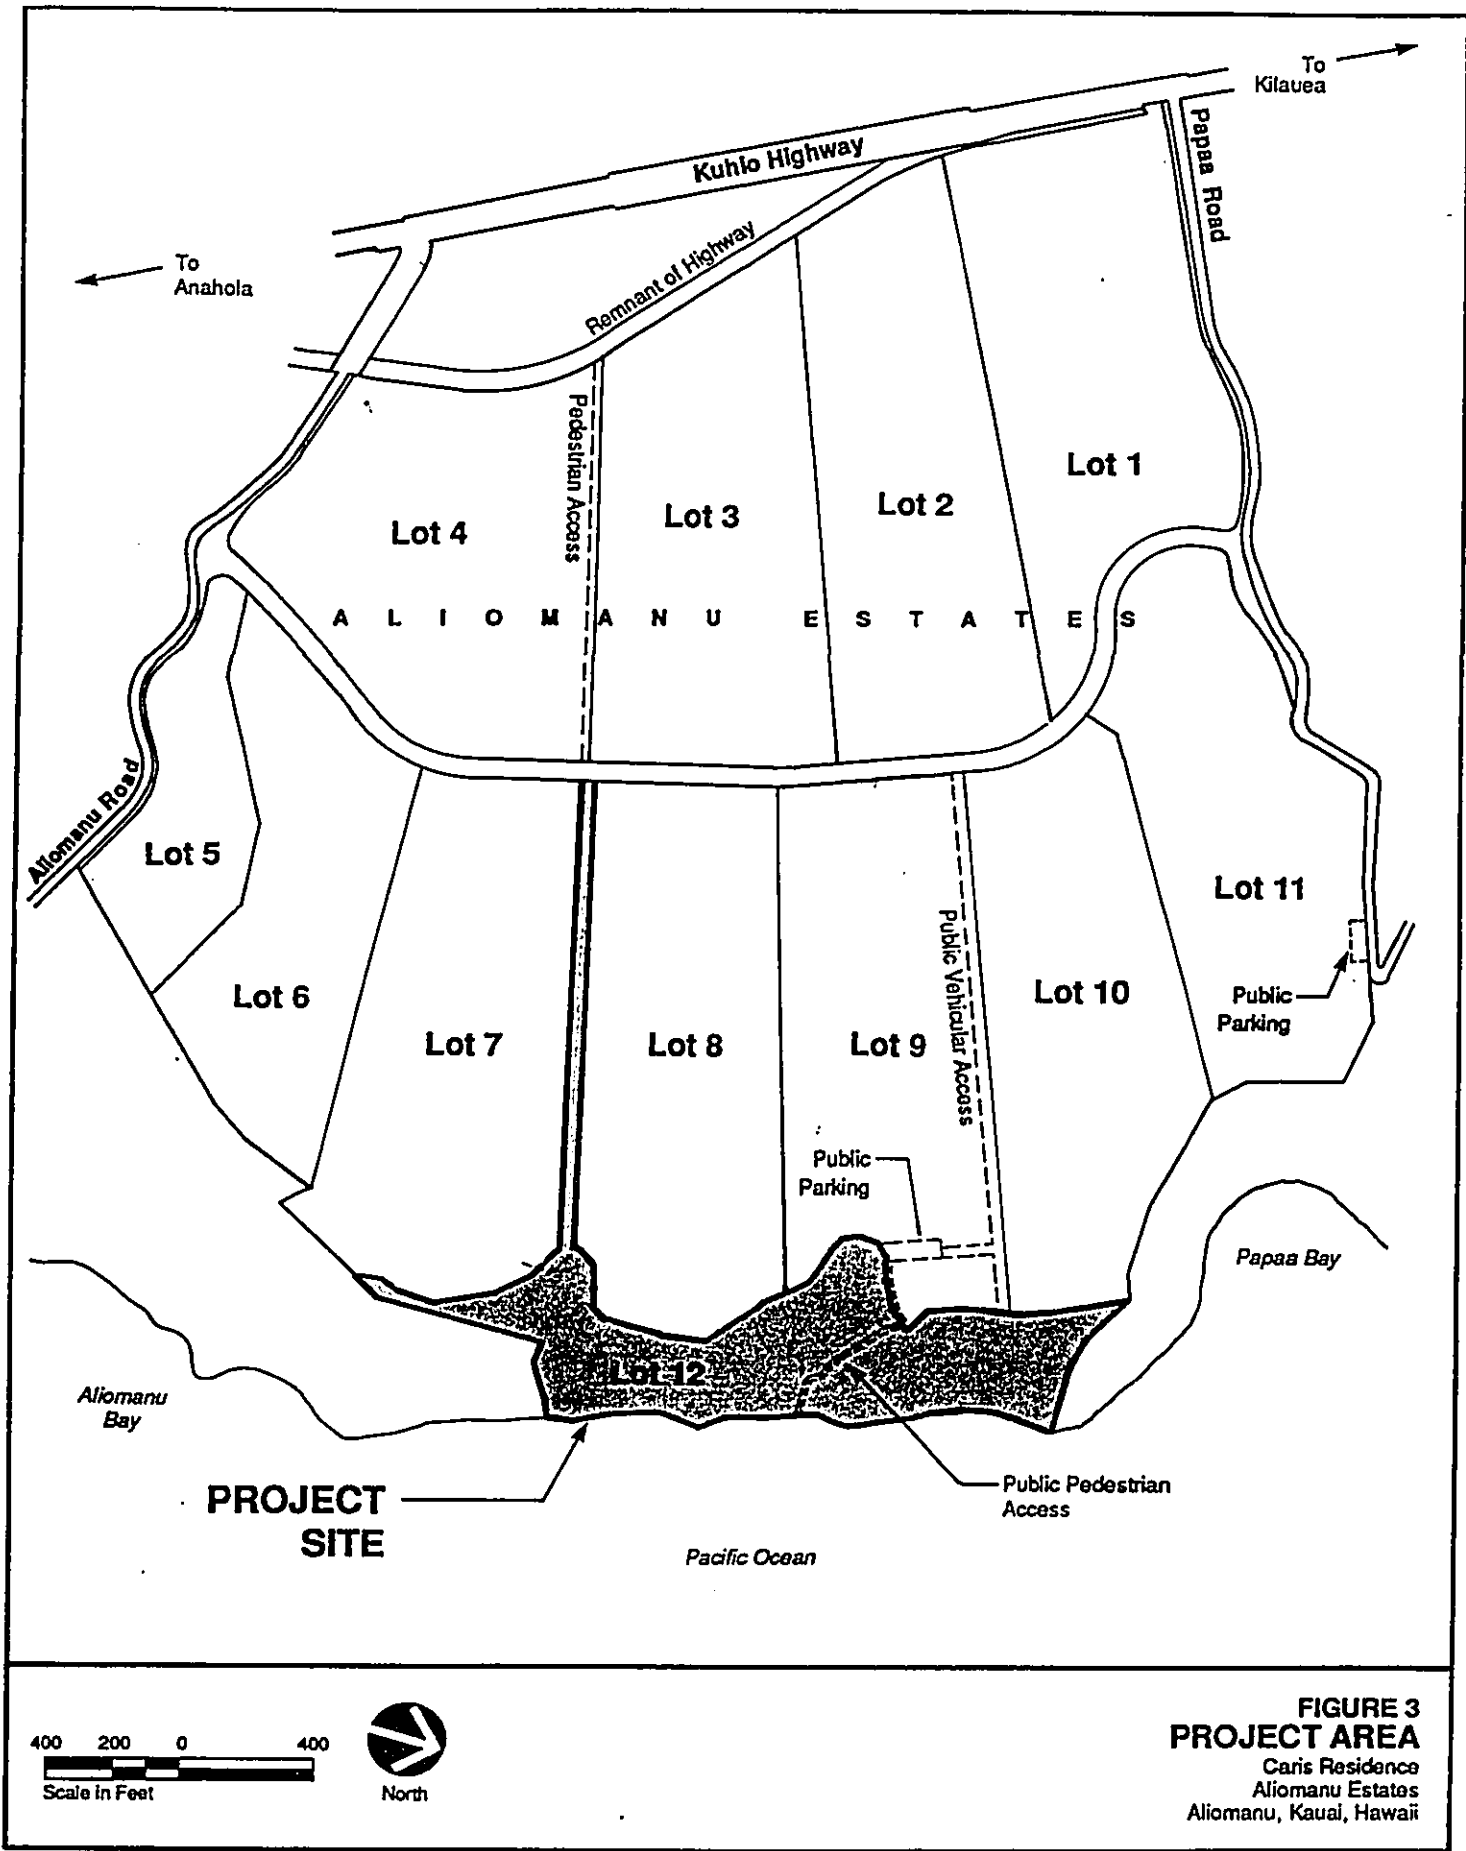 To
Kilauea
Kuhio Highway
Papaa Road
To
Anahola
Remnant of Highway
Pedestrian Access
Lot 1
Lot 2
Lot 3
Lot 4
ALIOMANU ESTATES
Aliomanu Road
Lot 5
Lot 6
Lot 7
Lot 8
Lot 9
Public Vehicular Access
Lot 10
Lot 11
Public
Parking
Public
Parking
Papaa Bay
Lot 12
Aliomanu
Bay
PROJECT
SITE
Public Pedestrian
Access
Pacific Ocean
400 200 0 400
Scale in Feet
North
FIGURE 3
PROJECT AREA
Caris Residence
Aliomanu Estates
Aliomanu, Kauai, Hawaii